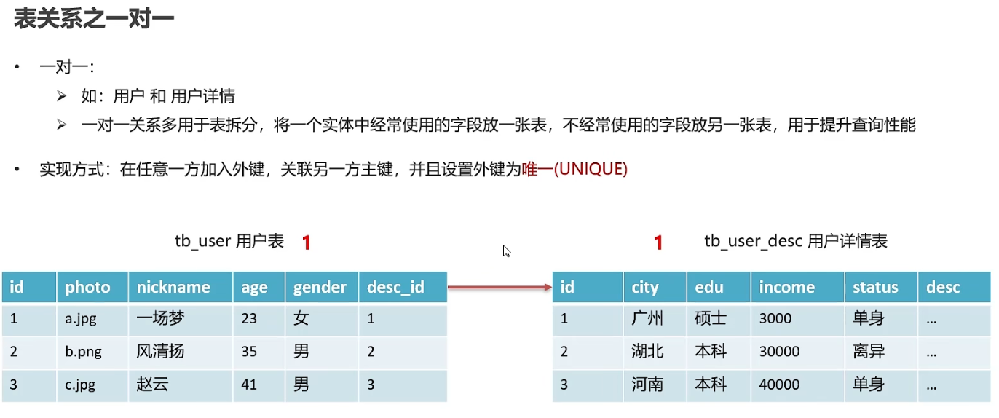 表关系之一对一
• 一对一：
➢ 如：用户 和 用户详情
➢ 一对一关系多用于表拆分，将一个实体中经常使用的字段放一张表，不经常使用的字段放另一张表，用于提升查询性能
• 实现方式：在任意一方加入外键，关联另一方主键，并且设置外键为唯一(UNIQUE)
tb_user 用户表 1
id photo nickname age gender desc_id
1 a.jpg 一场梦 23 女 1
2 b.png 风清扬 35 男 2
3 c.jpg 赵云 41 男 3
1 tb_user_desc 用户详情表
id city edu income status desc
1 广州 硕士 3000 单身 ...
2 湖北 本科 30000 离异 ...
3 河南 本科 40000 单身 ...